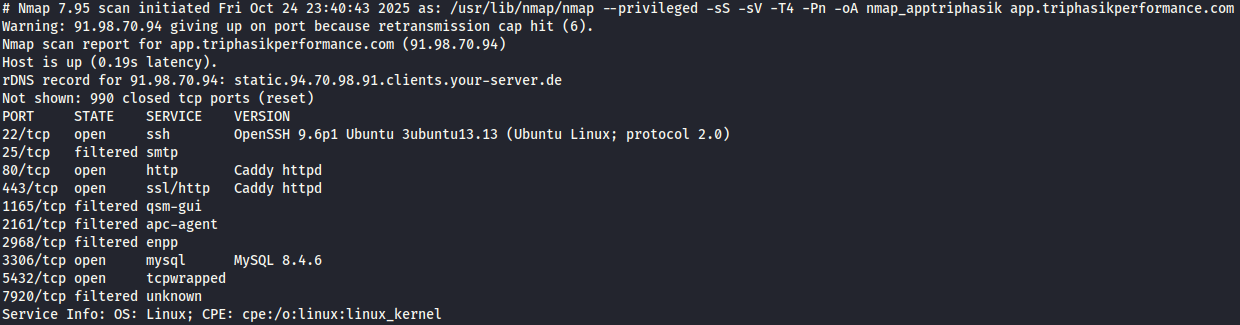 # Nmap 7.95 scan initiated Fri Oct 24 23:40:43 2025 as: /usr/lib/nmap/nmap --privileged -sS -sV -T4 -Pn -oA nmap_apptriphasik app.triphasikperformance.com
Warning: 91.98.70.94 giving up on port because retransmission cap hit (6).
Nmap scan report for app.triphasikperformance.com (91.98.70.94)
Host is up (0.19s latency).
rDNS record for 91.98.70.94: static.94.70.98.91.clients.your-server.de
Not shown: 990 closed tcp ports (reset)
PORT     STATE    SERVICE    VERSION
22/tcp   open     ssh        OpenSSH 9.6p1 Ubuntu 3ubuntu13.13 (Ubuntu Linux; protocol 2.0)
25/tcp   filtered smtp
80/tcp   open     http       Caddy httpd
443/tcp  open     ssl/http   Caddy httpd
1165/tcp filtered qsm-gui
2161/tcp filtered apc-agent
2968/tcp filtered enpp
3306/tcp open     mysql      MySQL 8.4.6
5432/tcp open     tcpwrapped
7920/tcp filtered unknown
Service Info: OS: Linux; CPE: cpe:/o:linux:linux_kernel